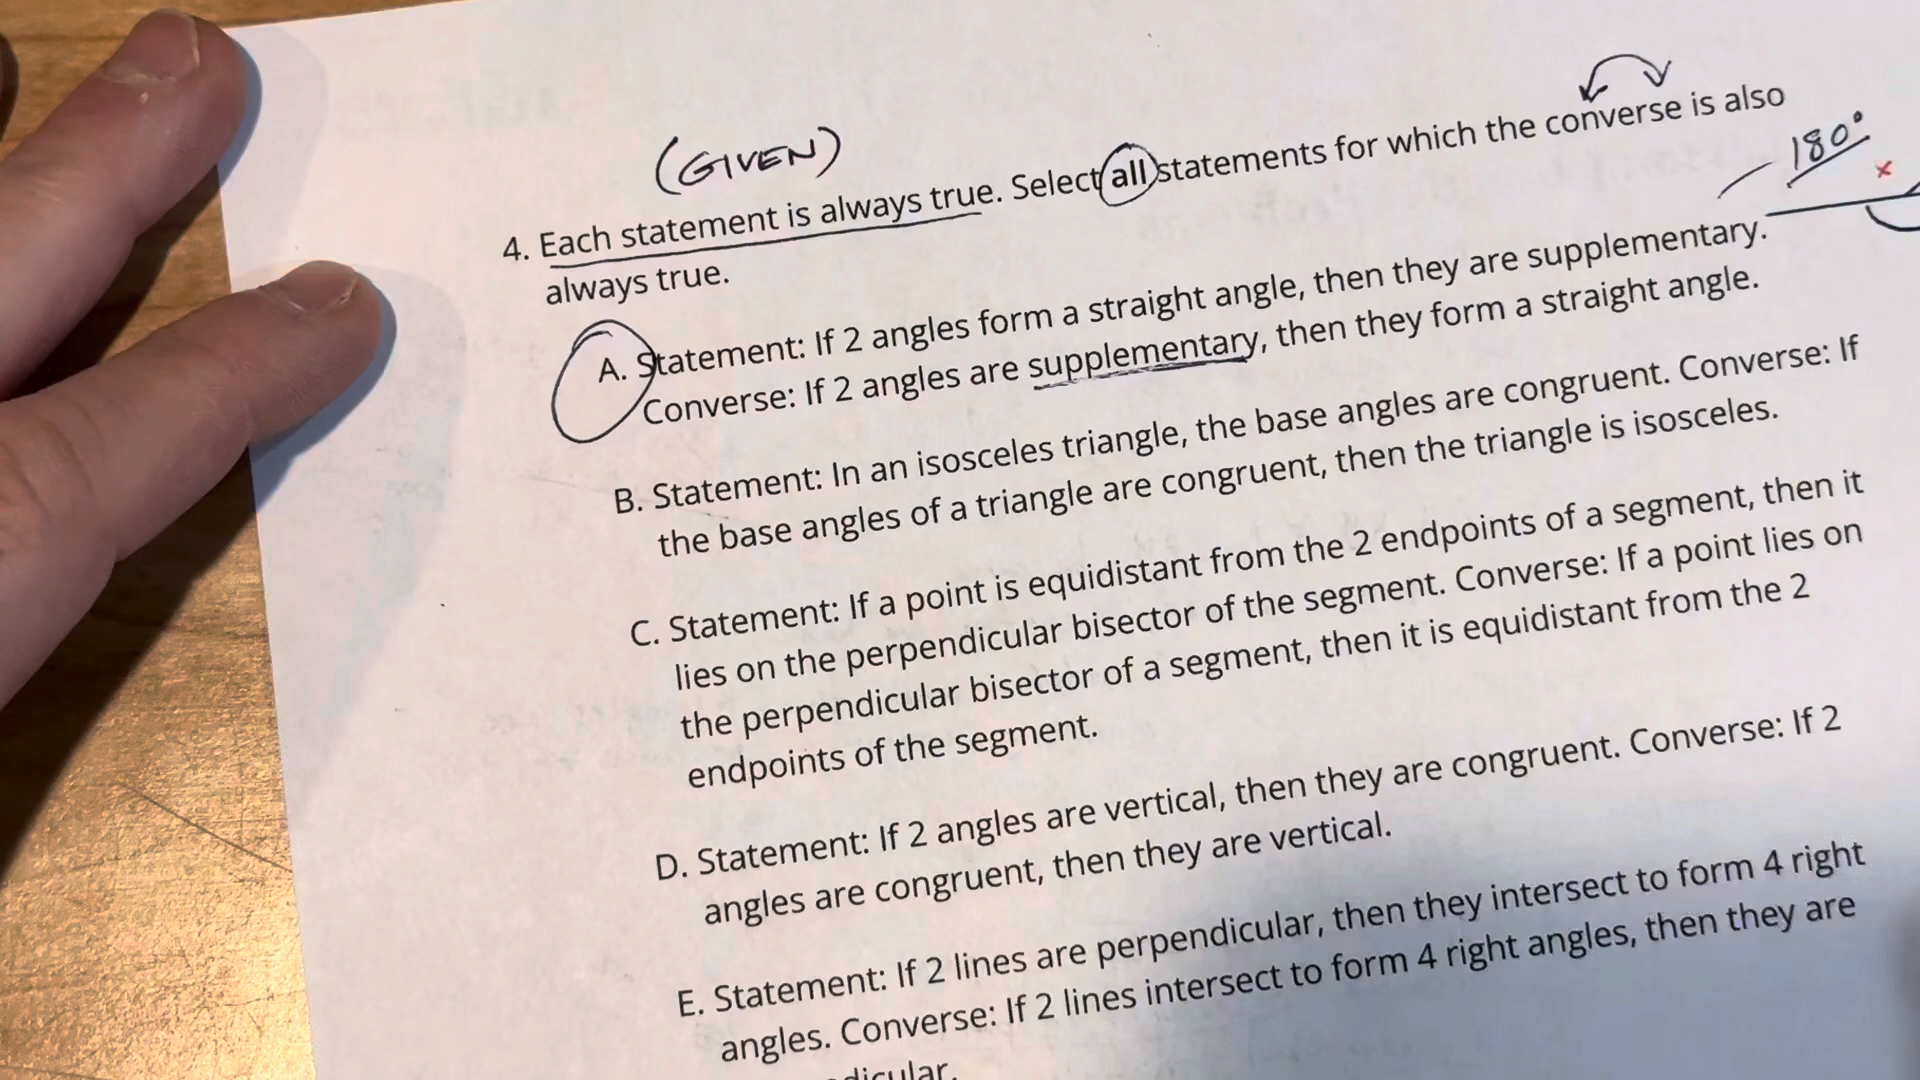 (GIVEN)
4. Each statement is always true. Select all statements for which the converse is also
always true.
180°
x
A. Statement: If 2 angles form a straight angle, then they are supplementary.
Converse: If 2 angles are supplementary, then they form a straight angle.
B. Statement: In an isosceles triangle, the base angles are congruent. Converse: If
the base angles of a triangle are congruent, then the triangle is isosceles.
C. Statement: If a point is equidistant from the 2 endpoints of a segment, then it
lies on the perpendicular bisector of the segment. Converse: If a point lies on
the perpendicular bisector of a segment, then it is equidistant from the 2
endpoints of the segment.
D. Statement: If 2 angles are vertical, then they are congruent. Converse: If 2
angles are congruent, then they are vertical.
E. Statement: If 2 lines are perpendicular, then they intersect to form 4 right
angles. Converse: If 2 lines intersect to form 4 right angles, then they are